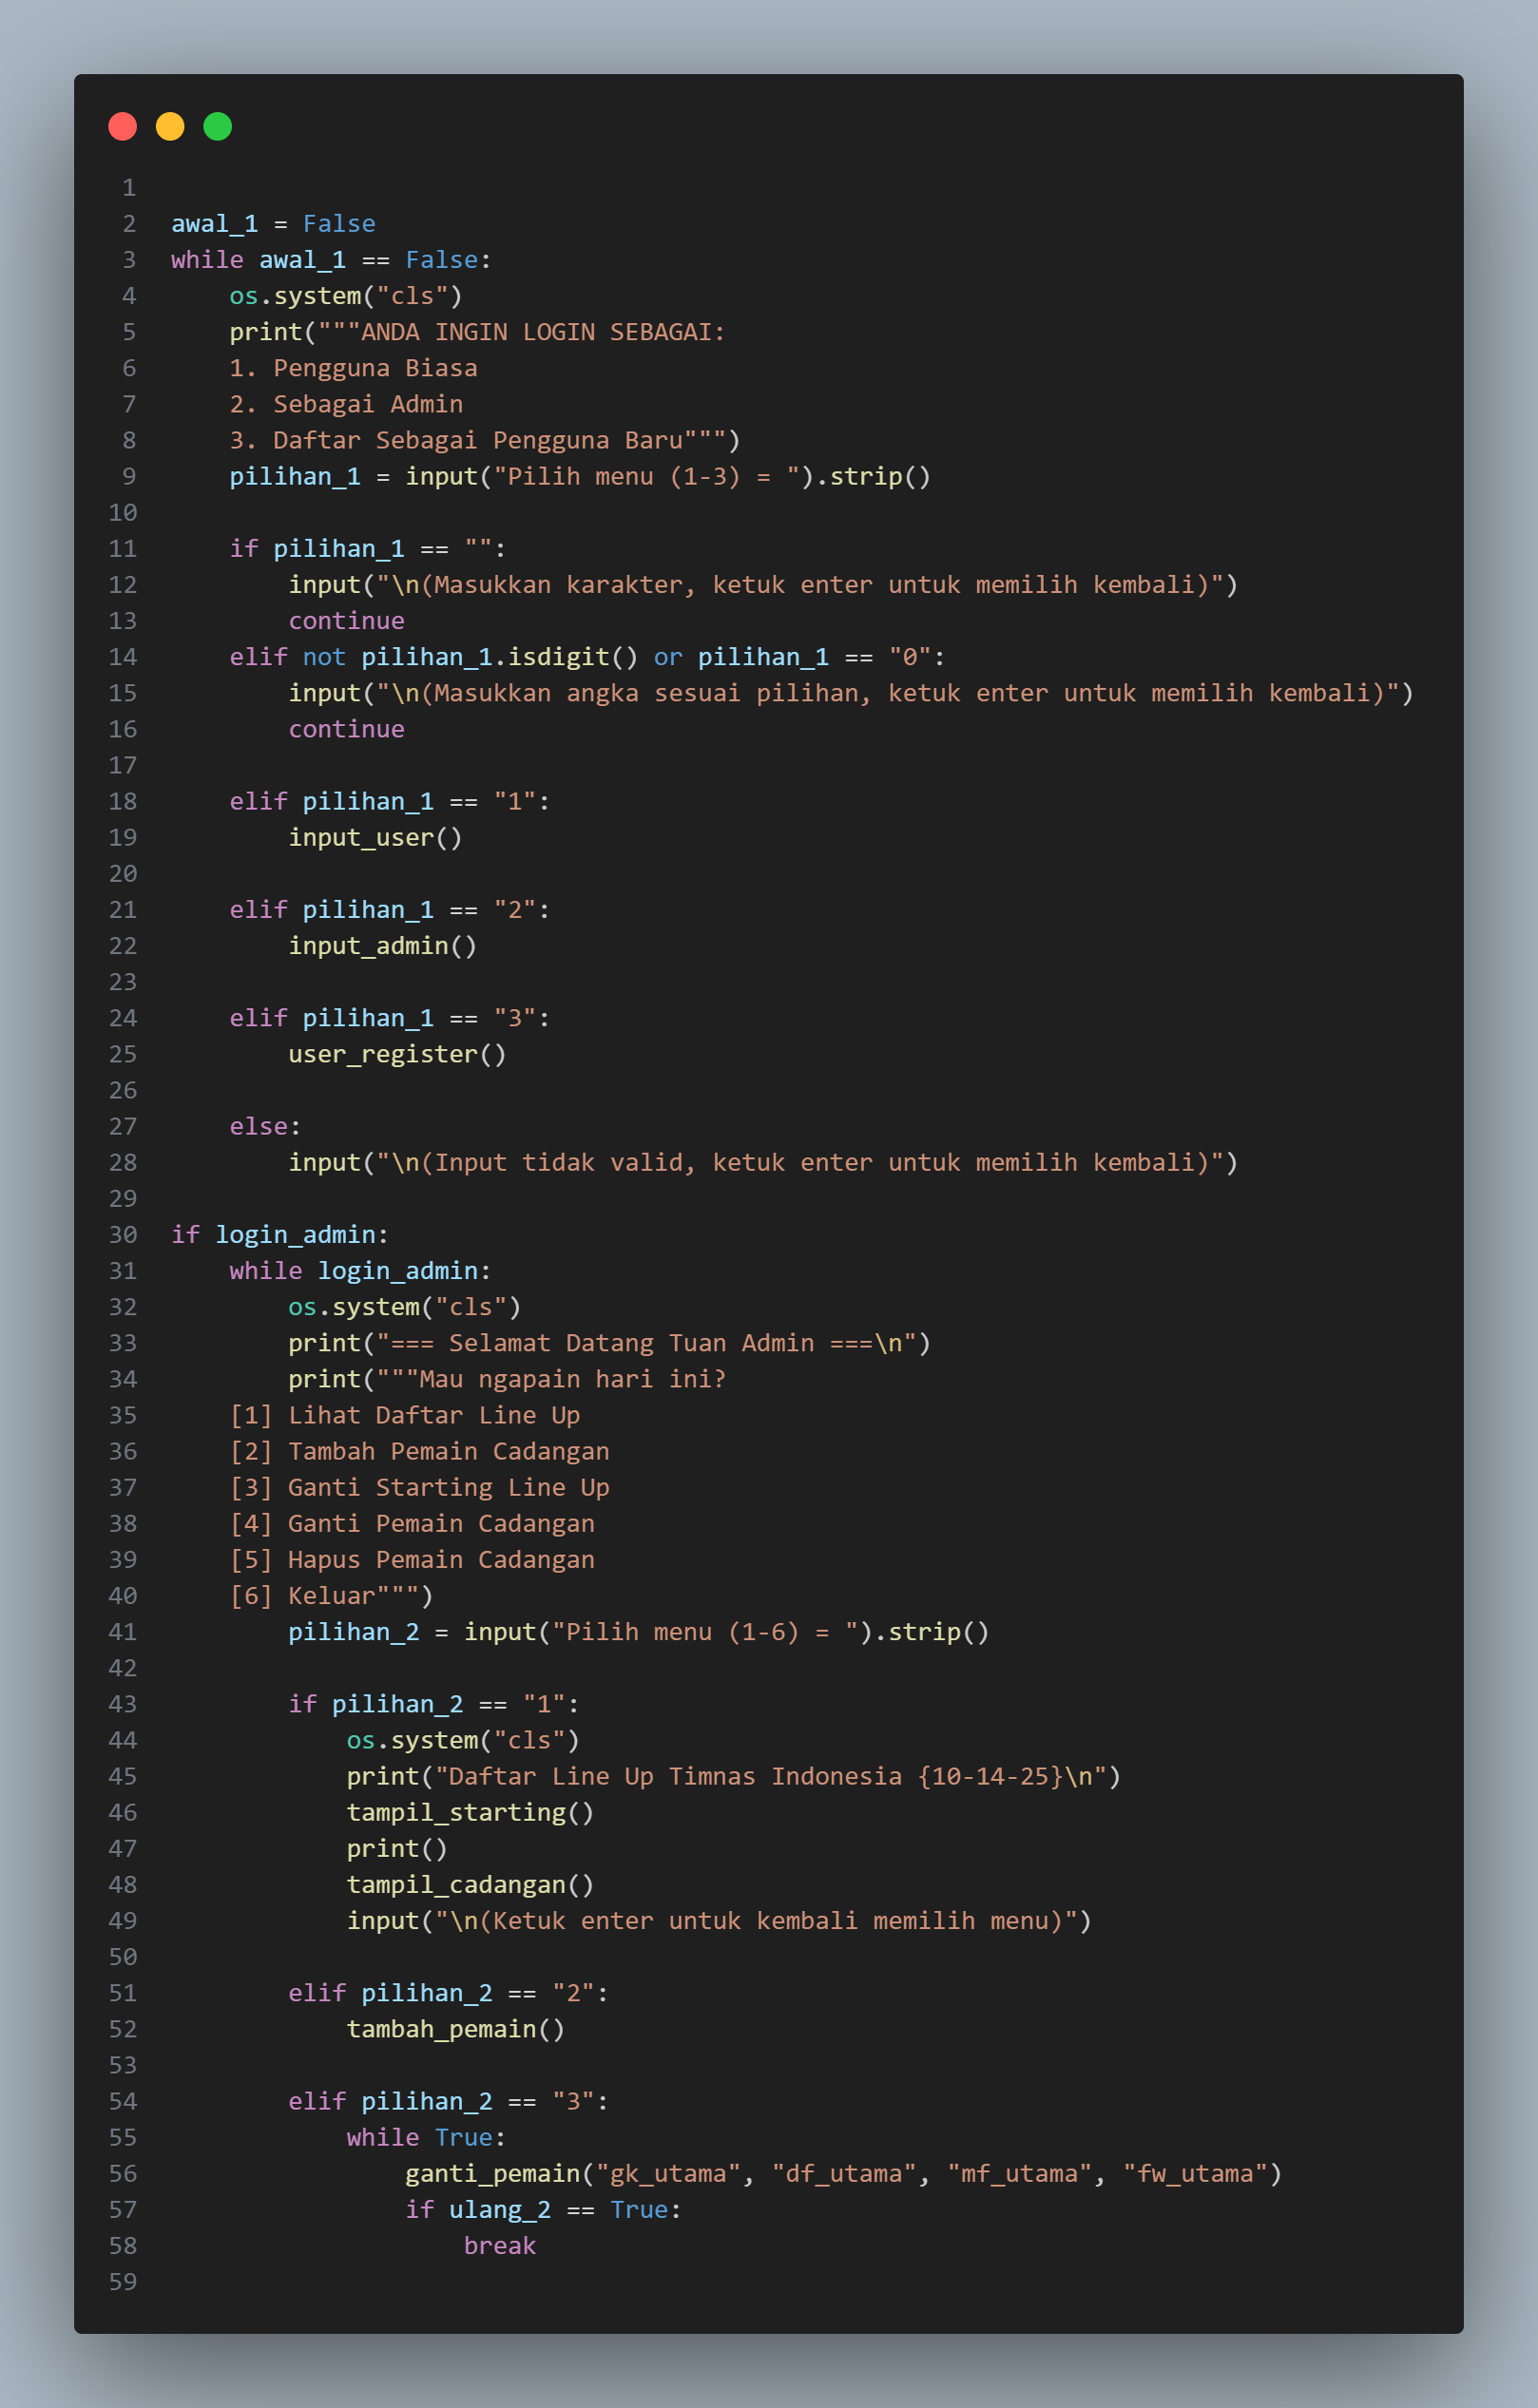 1
2 awal_1 = False
3 while awal_1 == False:
4     os.system("cls")
5     print("""ANDA INGIN LOGIN SEBAGAI:
6     1. Pengguna Biasa
7     2. Sebagai Admin
8     3. Daftar Sebagai Pengguna Baru""")
9     pilihan_1 = input("Pilih menu (1-3) = ").strip()
10
11     if pilihan_1 == "":
12         input("\n(Masukkan karakter, ketuk enter untuk memilih kembali)")
13         continue
14     elif not pilihan_1.isdigit() or pilihan_1 == "0":
15         input("\n(Masukkan angka sesuai pilihan, ketuk enter untuk memilih kembali)")
16         continue
17
18     elif pilihan_1 == "1":
19         input_user()
20
21     elif pilihan_1 == "2":
22         input_admin()
23
24     elif pilihan_1 == "3":
25         user_register()
26
27     else:
28         input("\n(Input tidak valid, ketuk enter untuk memilih kembali)")
29
30 if login_admin:
31     while login_admin:
32         os.system("cls")
33         print("=== Selamat Datang Tuan Admin ===\n")
34         print("""Mau ngapain hari ini?
35     [1] Lihat Daftar Line Up
36     [2] Tambah Pemain Cadangan
37     [3] Ganti Starting Line Up
38     [4] Ganti Pemain Cadangan
39     [5] Hapus Pemain Cadangan
40     [6] Keluar""")
41         pilihan_2 = input("Pilih menu (1-6) = ").strip()
42
43         if pilihan_2 == "1":
44             os.system("cls")
45             print("Daftar Line Up Timnas Indonesia {10-14-25}\n")
46             tampil_starting()
47             print()
48             tampil_cadangan()
49             input("\n(Ketuk enter untuk kembali memilih menu)")
50
51         elif pilihan_2 == "2":
52             tambah_pemain()
53
54         elif pilihan_2 == "3":
55             while True:
56                 ganti_pemain("gk_utama", "df_utama", "mf_utama", "fw_utama")
57                 if ulang_2 == True:
58                     break
59